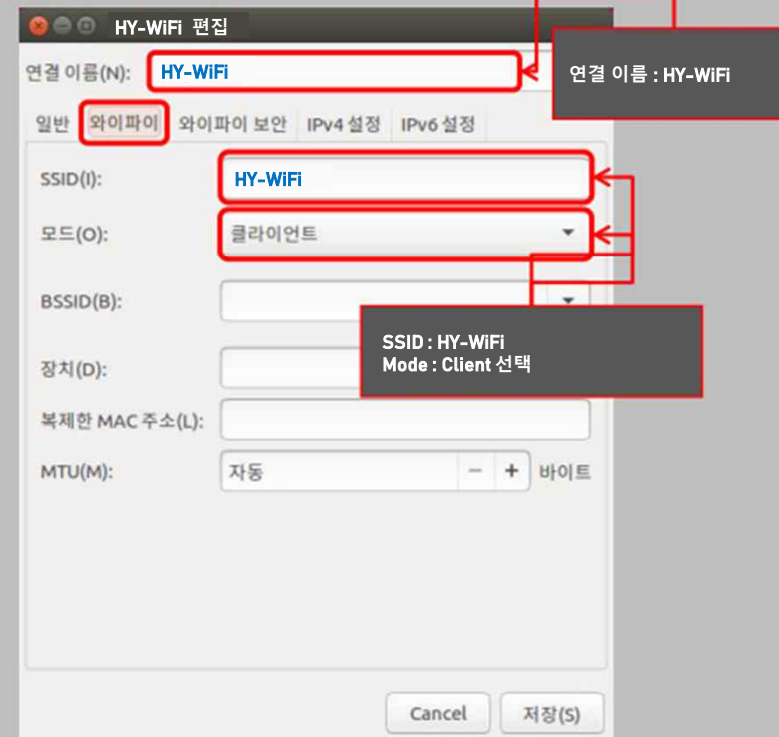 HY-WiFi 편집
연결 이름(N): HY-WiFi
연결 이름 : HY-WiFi
일반 와이파이 와이파이 보안 IPv4 설정 IPv6 설정
SSID(I): HY-WiFi
모드(O): 클라이언트
BSSID(B):
SSID : HY-WiFi
Mode : Client 선택
장치(D):
복제한 MAC 주소(L):
MTU(M): 자동 − + 바이트
Cancel 저장(S)